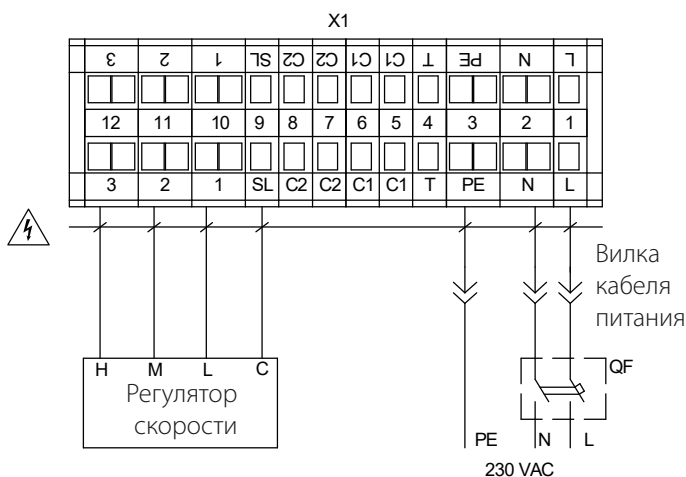 X1
3 2 1 SL C2 C2 C1 C1 T PE N L
12 11 10 9 8 7 6 5 4 3 2 1
3 2 1 SL C2 C2 C1 C1 T PE N L
Вилка
кабеля
питания
H M L C
Регулятор
скорости
QF
PE N L
230 VAC